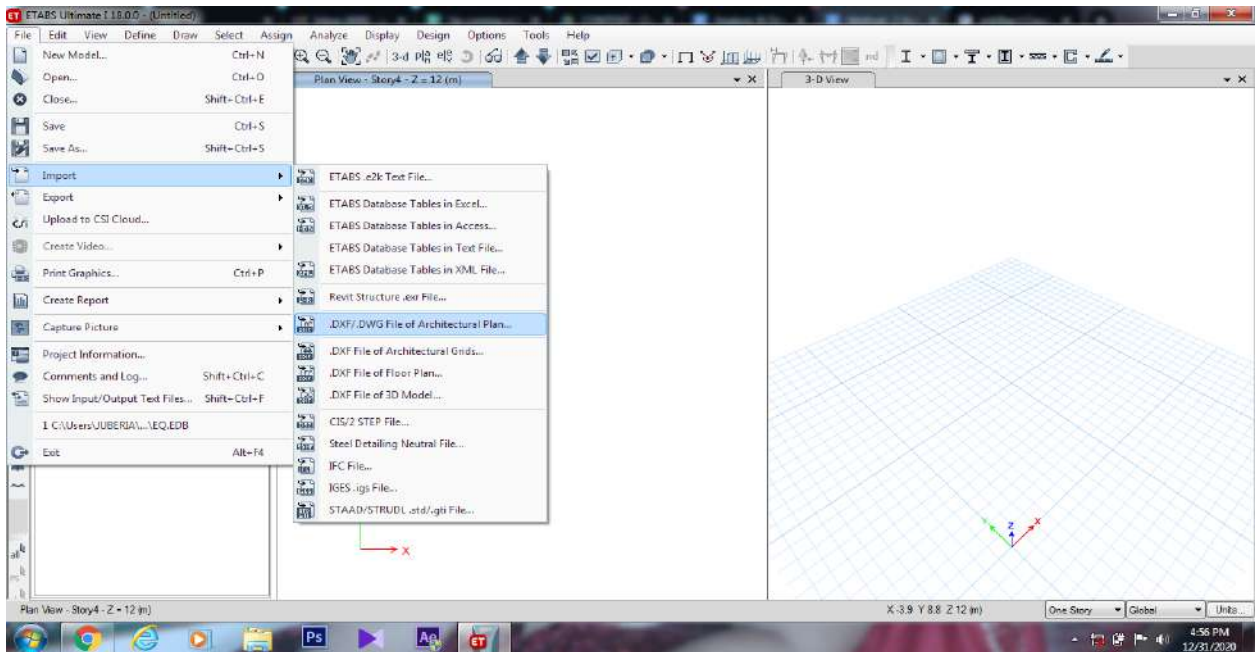 ETABS Ultimate I 18.0.0 - (Untitled)
File Edit View Define Draw Select Assign Analyze Display Design Options Tools Help
3-d
nd
New Model... Ctrl+N
Open... Ctrl+O
Close... Shift+Ctrl+E
Save Ctrl+S
Save As... Shift+Ctrl+S
Import
Export
Upload to CSI Cloud...
Create Video...
Print Graphics... Ctrl+P
Create Report
Capture Picture
Project Information...
Comments and Log... Shift+Ctrl+C
Show Input/Output Text Files... Shift+Ctrl+F
1 C:\Users\JUBERIA\...\EQ.EDB
Exit Alt+F4
ETABS .e2k Text File...
ETABS Database Tables in Excel...
ETABS Database Tables in Access...
ETABS Database Tables in Text File...
ETABS Database Tables in XML File...
Revit Structure .exr File...
.DXF/.DWG File of Architectural Plan...
.DXF File of Architectural Grids...
.DXF File of Floor Plan...
.DXF File of 3D Model...
CIS/2 STEP File...
Steel Detailing Neutral File...
IFC File...
IGES .igs File...
STAAD/STRUDL .std/.gti File...
Plan View - Story4 - Z = 12 (m)
X
3-D View
Y Z X
Plan View - Story4 - Z = 12 (m)
X -3.9 Y 8.8 Z 12 (m)
One Story
Global
Units...
Ps Ae ET
4:56 PM
12/31/2020